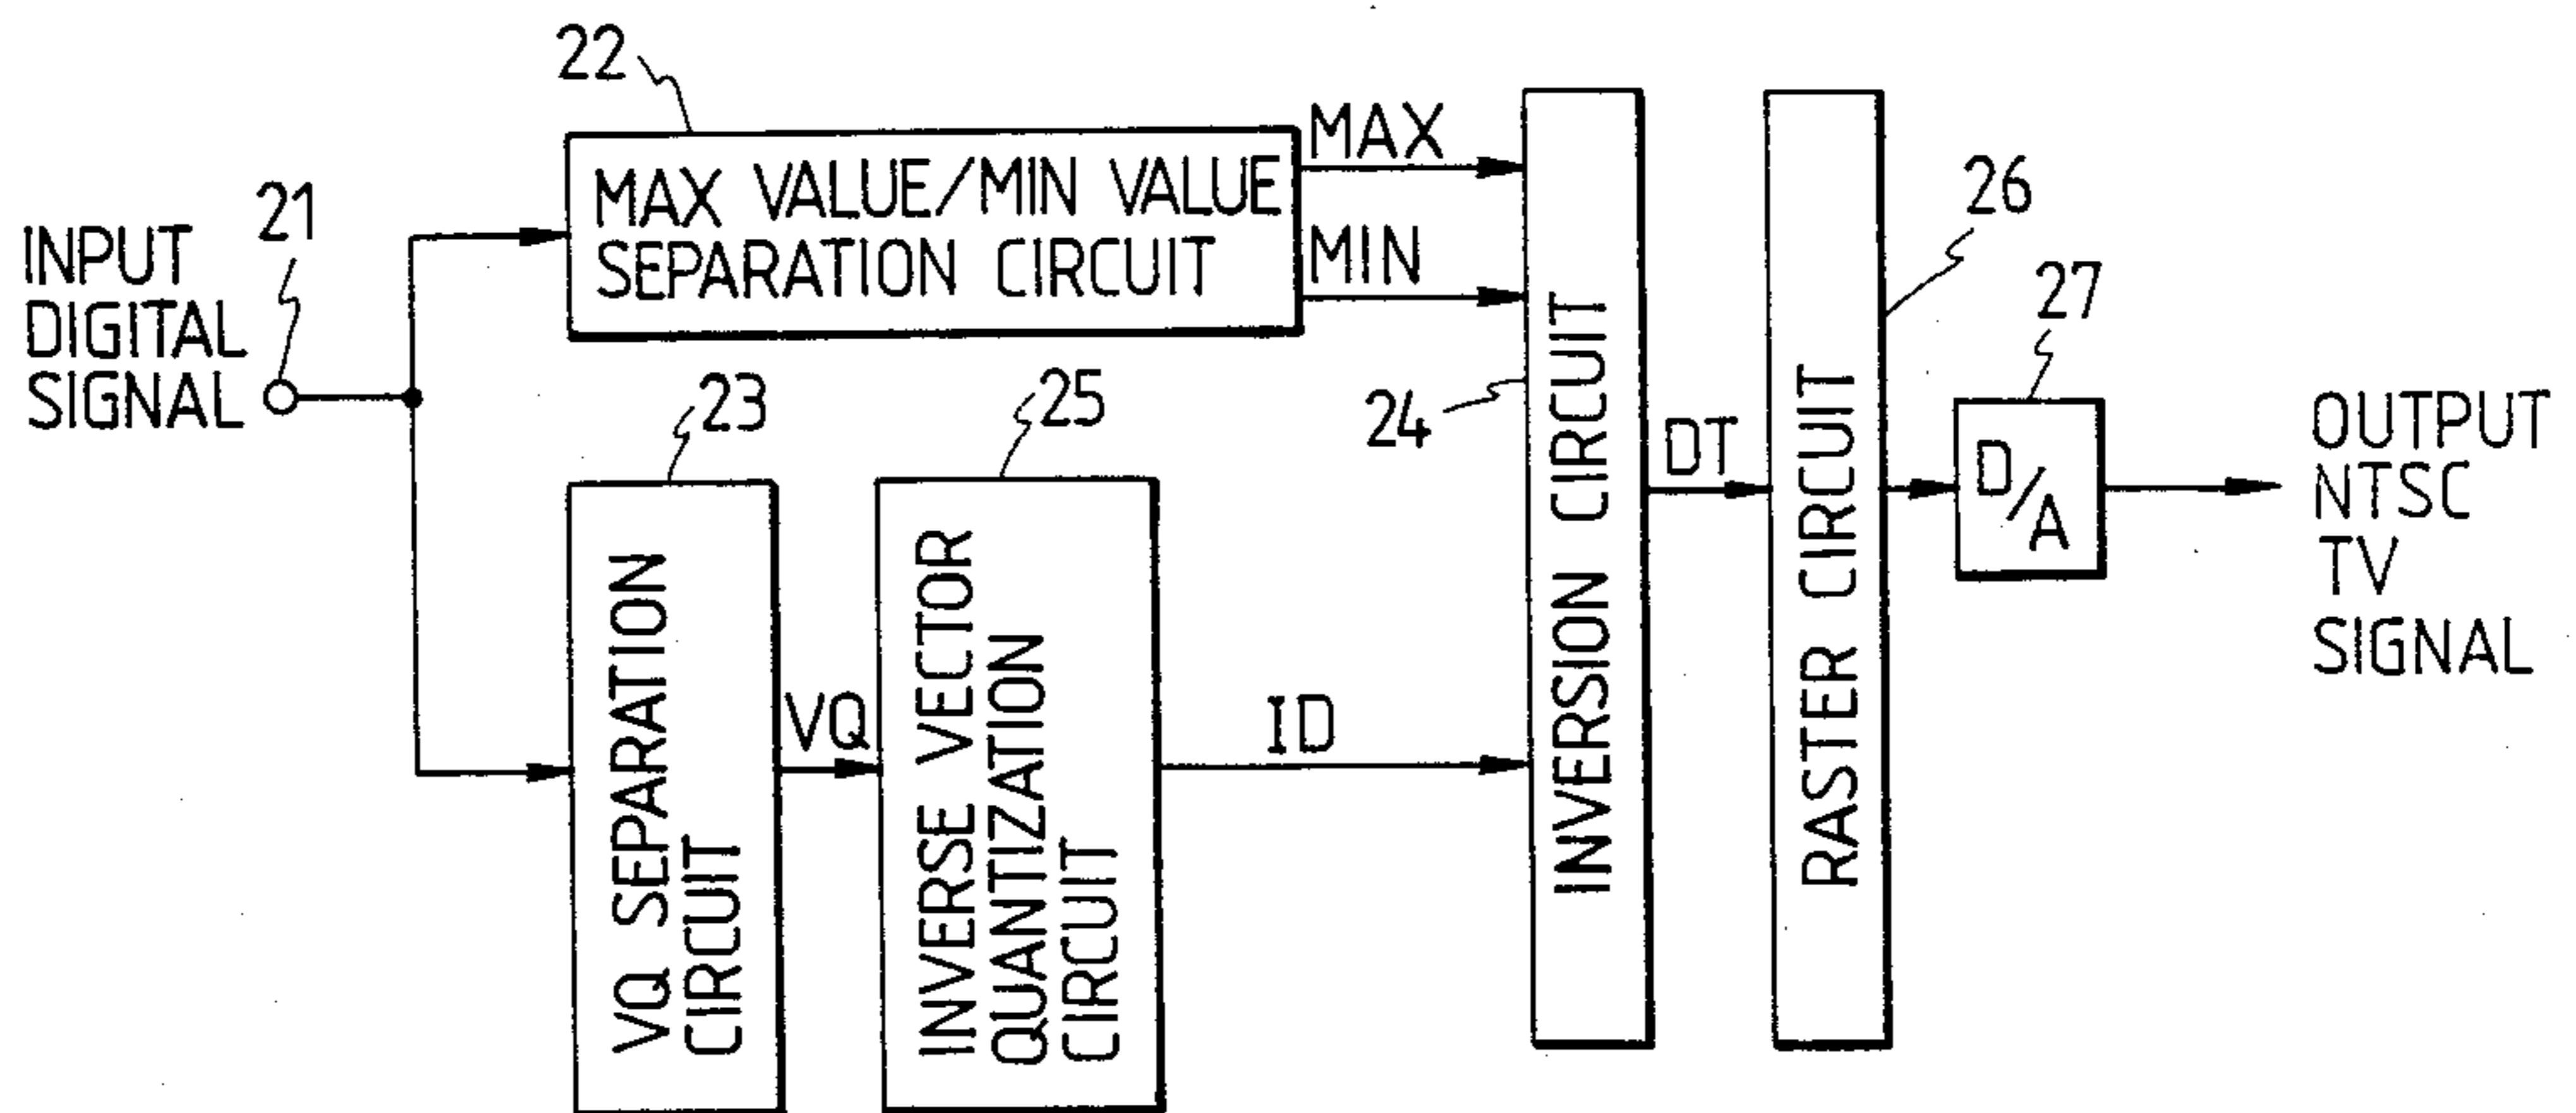 INPUT
DIGITAL
SIGNAL
21
22
MAX VALUE/MIN VALUE
SEPARATION CIRCUIT
MAX
MIN
23
VQ SEPARATION
CIRCUIT
VQ
25
INVERSE VECTOR
QUANTIZATION
CIRCUIT
ID
24
INVERSION CIRCUIT
DT
26
RASTER CIRCUIT
27
D/A
OUTPUT
NTSC
TV
SIGNAL